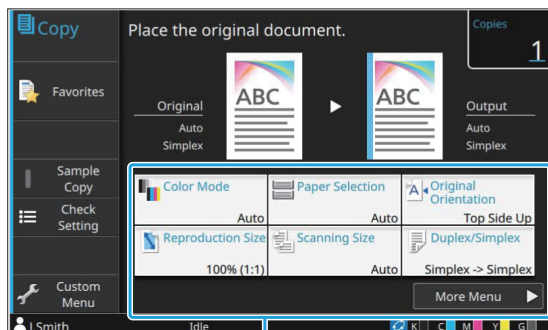 Copy
Place the original document.
Copies
1
Favorites
ABC
ABC
Original
Auto
Simplex
Output
Auto
Simplex
Sample
Copy
Check
Setting
Custom
Menu
Color Mode
Auto
Paper Selection
Auto
Original
Orientation
Top Side Up
Reproduction Size
100% (1:1)
Scanning Size
Auto
Duplex/Simplex
Simplex -> Simplex
More Menu
J.Smith
Idle
K C M Y G